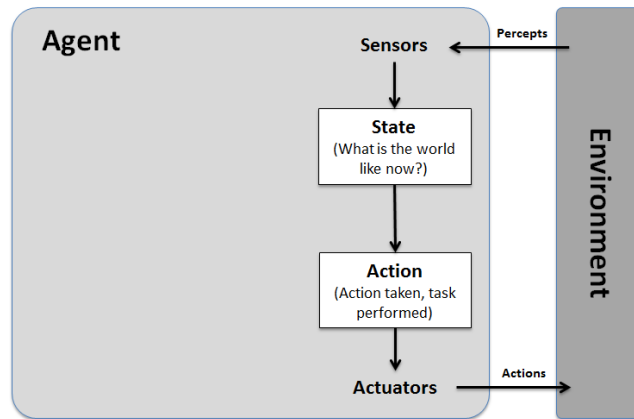 Agent
Sensors
Percepts
State
(What is the world
like now?)
Environment
Action
(Action taken, task
performed)
Actuators
Actions